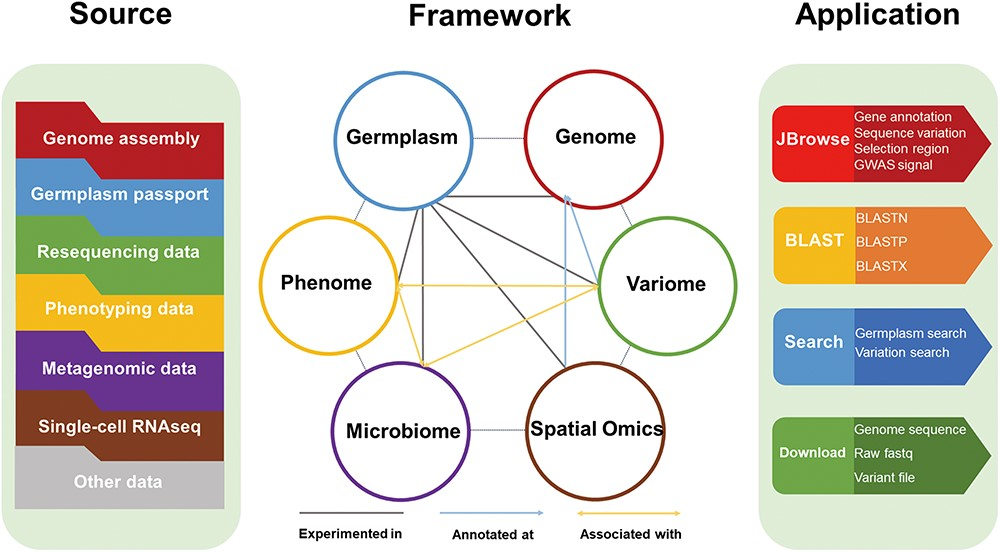 Source
Framework
Application
Genome assembly
Germplasm passport
Resequencing data
Phenotyping data
Metagenomic data
Single-cell RNAseq
Other data
Germplasm
Genome
Phenome
Variome
Microbiome
Spatial Omics
Experimented in
Annotated at
Associated with
JBrowse
Gene annotation
Sequence variation
Selection region
GWAS signal
BLAST
BLASTN
BLASTP
BLASTX
Search
Germplasm search
Variation search
Download
Genome sequence
Raw fastq
Variant file